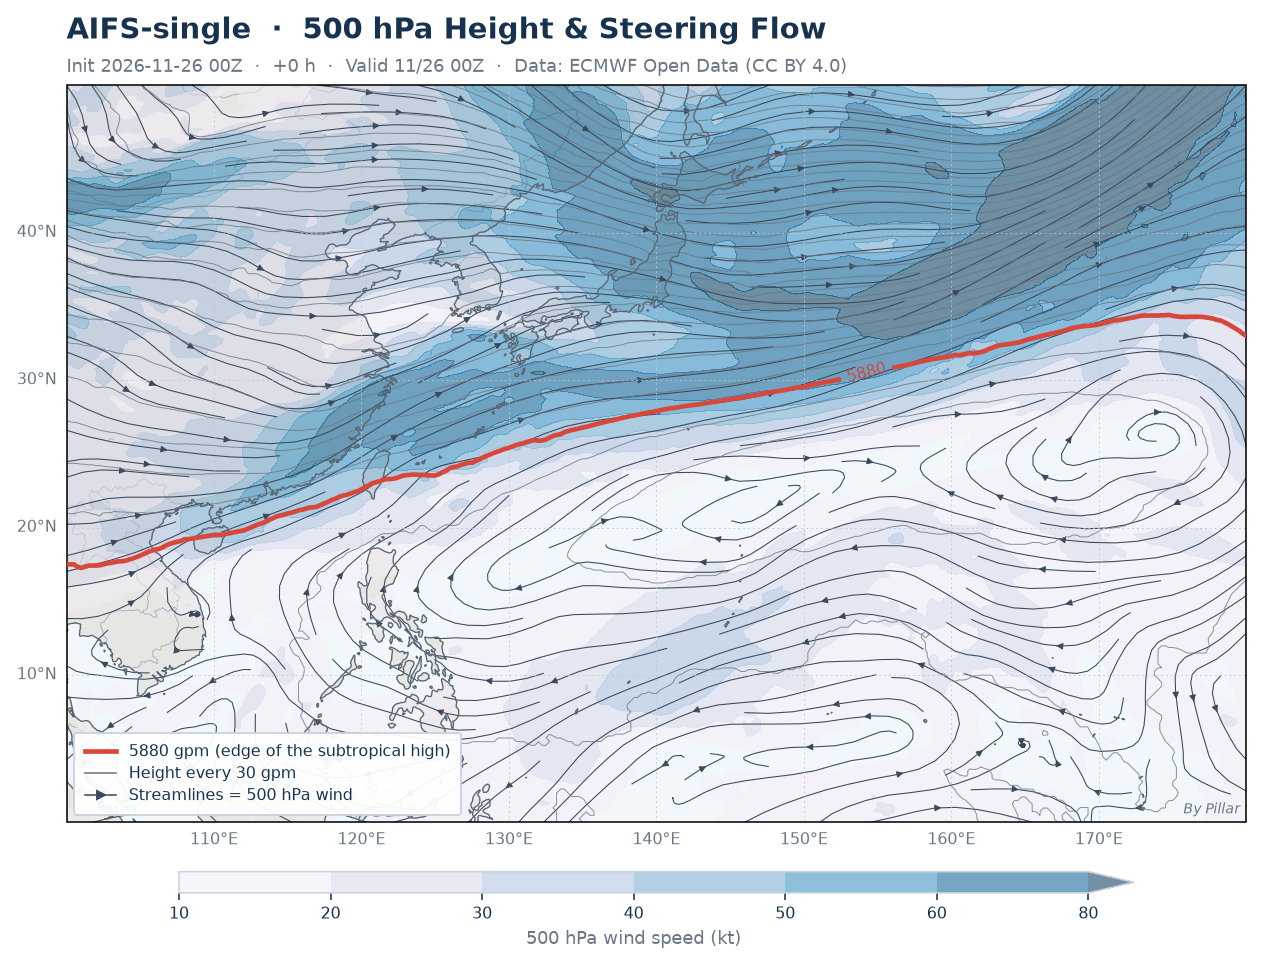 AIFS-single · 500 hPa Height & Steering Flow
Init 2026-11-26 00Z · +0 h · Valid 11/26 00Z · Data: ECMWF Open Data (CC BY 4.0)
40°N
30°N
20°N
10°N
5880
5880 gpm (edge of the subtropical high)
Height every 30 gpm
Streamlines = 500 hPa wind
By Pillar
110°E 120°E 130°E 140°E 150°E 160°E 170°E
10 20 30 40 50 60 80
500 hPa wind speed (kt)